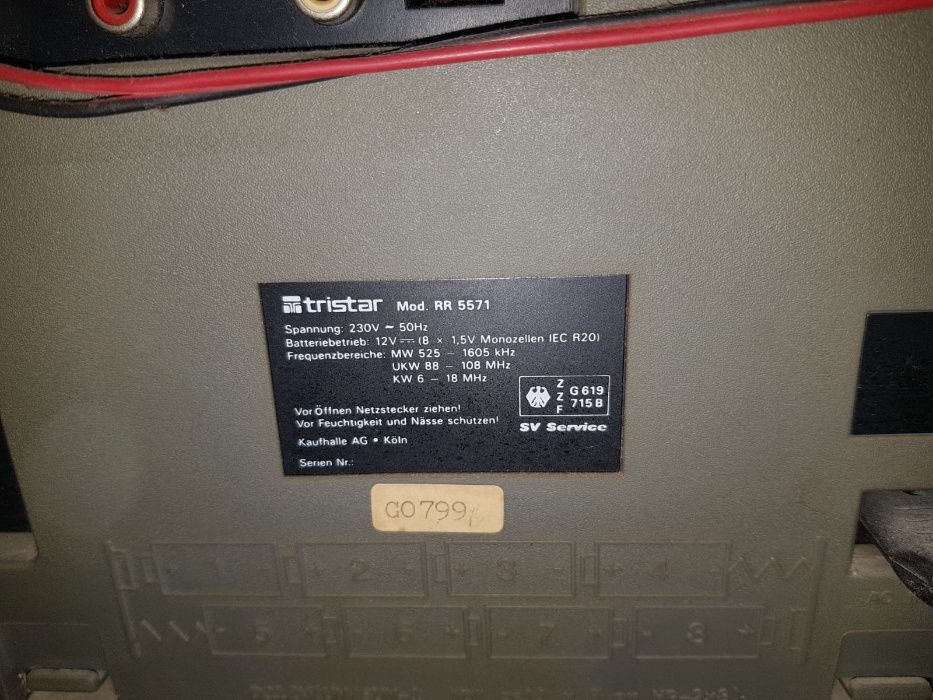 tristar Mod. RR 5571
Spannung: 230V ~ 50Hz
Batteriebetrieb: 12V ⎓ (8 × 1,5V Monozellen IEC R20)
Frequenzbereiche: MW 525 – 1605 kHz
UKW 88 – 108 MHz
KW 6 – 18 MHz
Z Z F G 619 715 B
Vor Öffnen Netzstecker ziehen!
Vor Feuchtigkeit und Nässe schützen!
SV Service
Kaufhalle AG • Köln
Serien Nr.:
GO799
1 2 3 4
5 6 7 8
AC